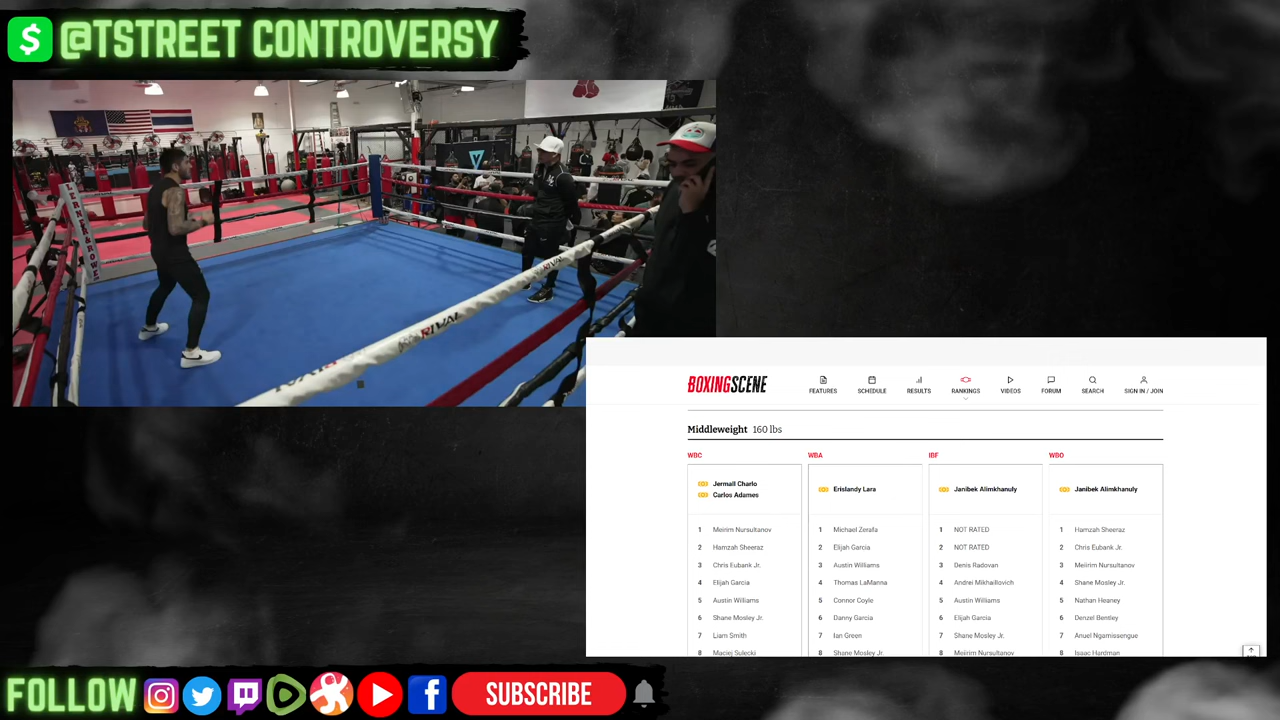 $ @TSTREET CONTROVERSY
LERNER & ROWE
RIVAL
RIVAL
BOXINGSCENE
FEATURES SCHEDULE RESULTS RANKINGS VIDEOS FORUM SEARCH SIGN IN / JOIN
Middleweight 160 lbs
WBC WBA IBF WBO
Jermall Charlo
Carlos Adames
Erislandy Lara
Janibek Alimkhanuly
Janibek Alimkhanuly
1 Meirim Nursultanov 1 Michael Zerafa 1 NOT RATED 1 Hamzah Sheeraz
2 Hamzah Sheeraz 2 Elijah Garcia 2 NOT RATED 2 Chris Eubank Jr.
3 Chris Eubank Jr. 3 Austin Williams 3 Denis Radovan 3 Meiirim Nursultanov
4 Elijah Garcia 4 Thomas LaManna 4 Andrei Mikhailovich 4 Shane Mosley Jr.
5 Austin Williams 5 Connor Coyle 5 Austin Williams 5 Nathan Heaney
6 Shane Mosley Jr. 6 Danny Garcia 6 Elijah Garcia 6 Denzel Bentley
7 Liam Smith 7 Ian Green 7 Shane Mosley Jr. 7 Anuel Ngamissengue
8 Maciej Sulecki 8 Shane Mosley Jr. 8 Meiirim Nursultanov 8 Isaac Hardman
FOLLOW SUBSCRIBE